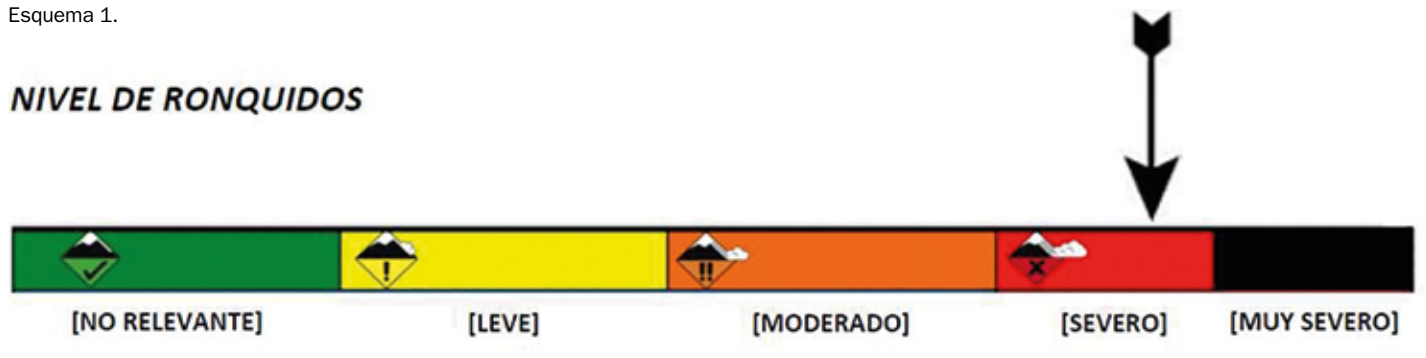 Esquema 1.
NIVEL DE RONQUIDOS
!
!!
[NO RELEVANTE] [LEVE] [MODERADO] [SEVERO] [MUY SEVERO]